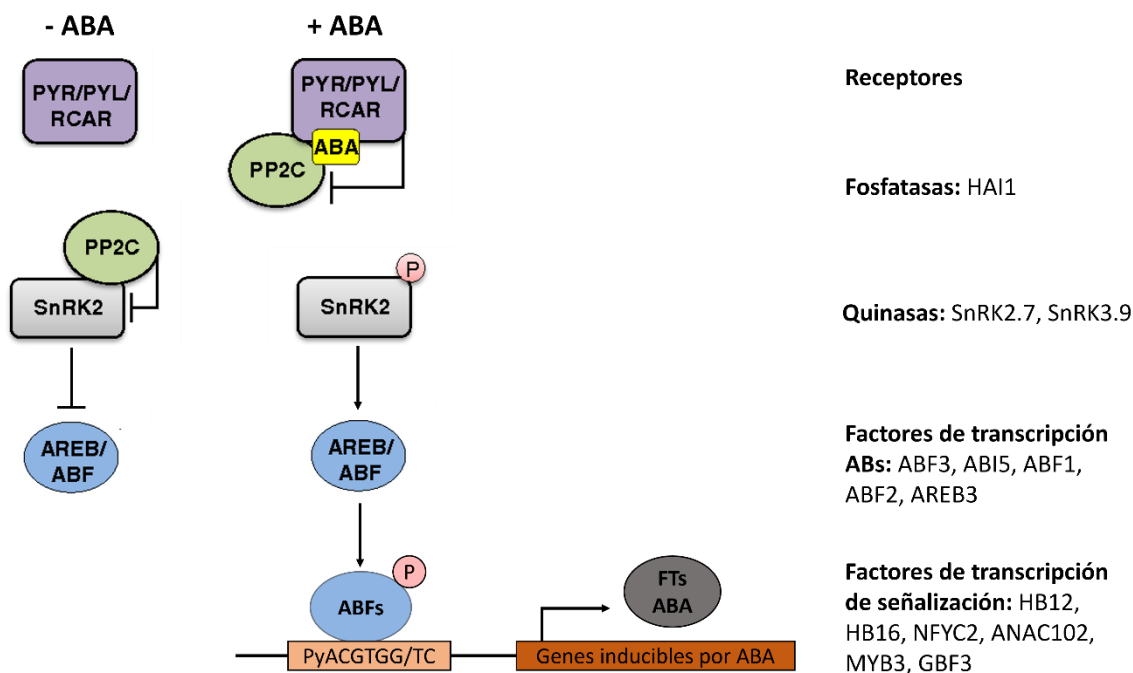 - ABA
+ ABA
PYR/PYL/
RCAR
PYR/PYL/
RCAR
ABA
PP2C
Receptores
Fosfatasas: HAI1
PP2C
SnRK2
P
SnRK2
Quinasas: SnRK2.7, SnRK3.9
AREB/
ABF
AREB/
ABF
Factores de transcripción
ABs: ABF3, ABI5, ABF1,
ABF2, AREB3
P
ABFs
FTs
ABA
PyACGTGG/TC
Genes inducibles por ABA
Factores de transcripción
de señalización: HB12,
HB16, NFYC2, ANAC102,
MYB3, GBF3